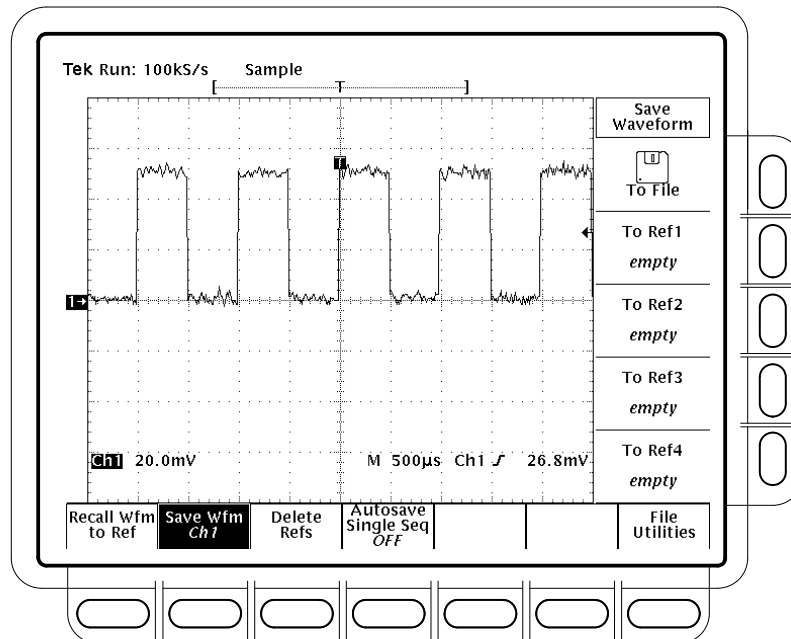 Tek Run: 100kS/s Sample
T
T
1→
Ch1 20.0mV M 500µs Ch1 26.8mV
Save
Waveform
To File
To Ref1
empty
To Ref2
empty
To Ref3
empty
To Ref4
empty
Recall Wfm
to Ref
Save Wfm
Ch1
Delete
Refs
Autosave
Single Seq
OFF
File
Utilities